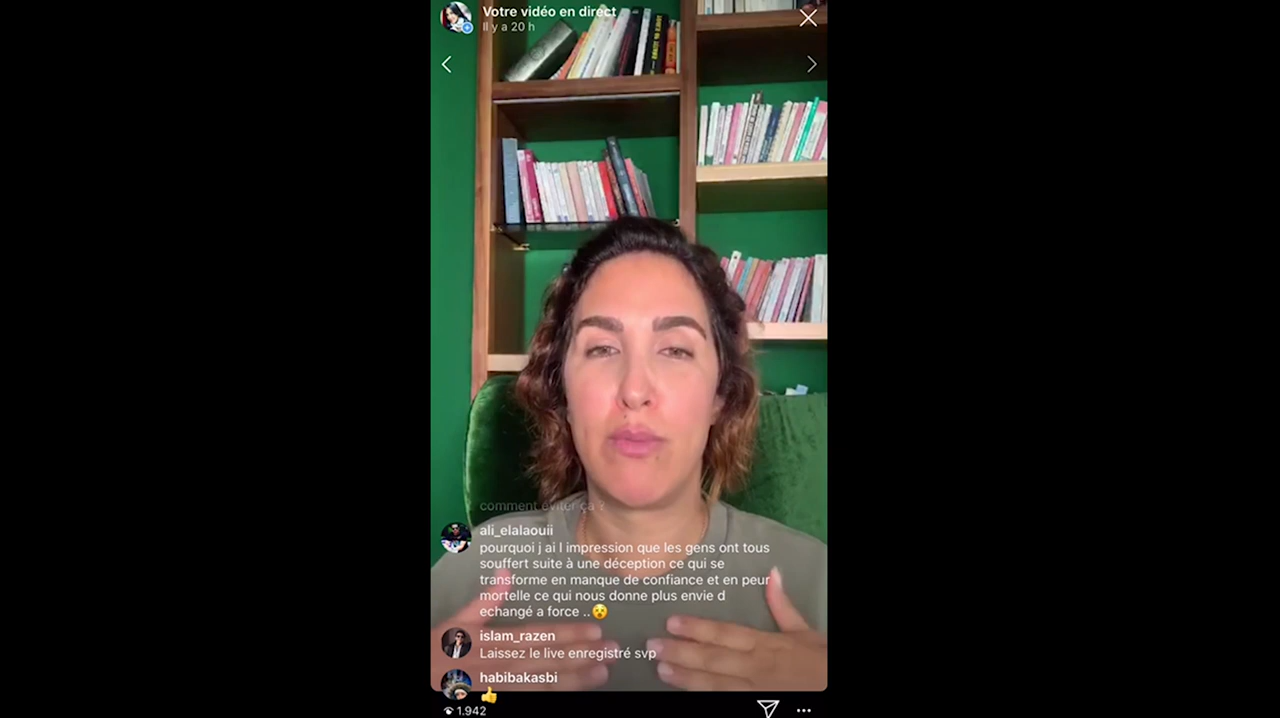 Votre vidéo en direct
Il y a 20 h
comment éviter ça ?
ali_elalaouii
pourquoi j ai l impression que les gens ont tous
souffert suite à une déception ce qui se
transforme en manque de confiance et en peur
mortelle ce qui nous donne plus envie d
echangé a force ..😵
islam_razen
Laissez le live enregistré svp
habibakasbi
👍
1.942